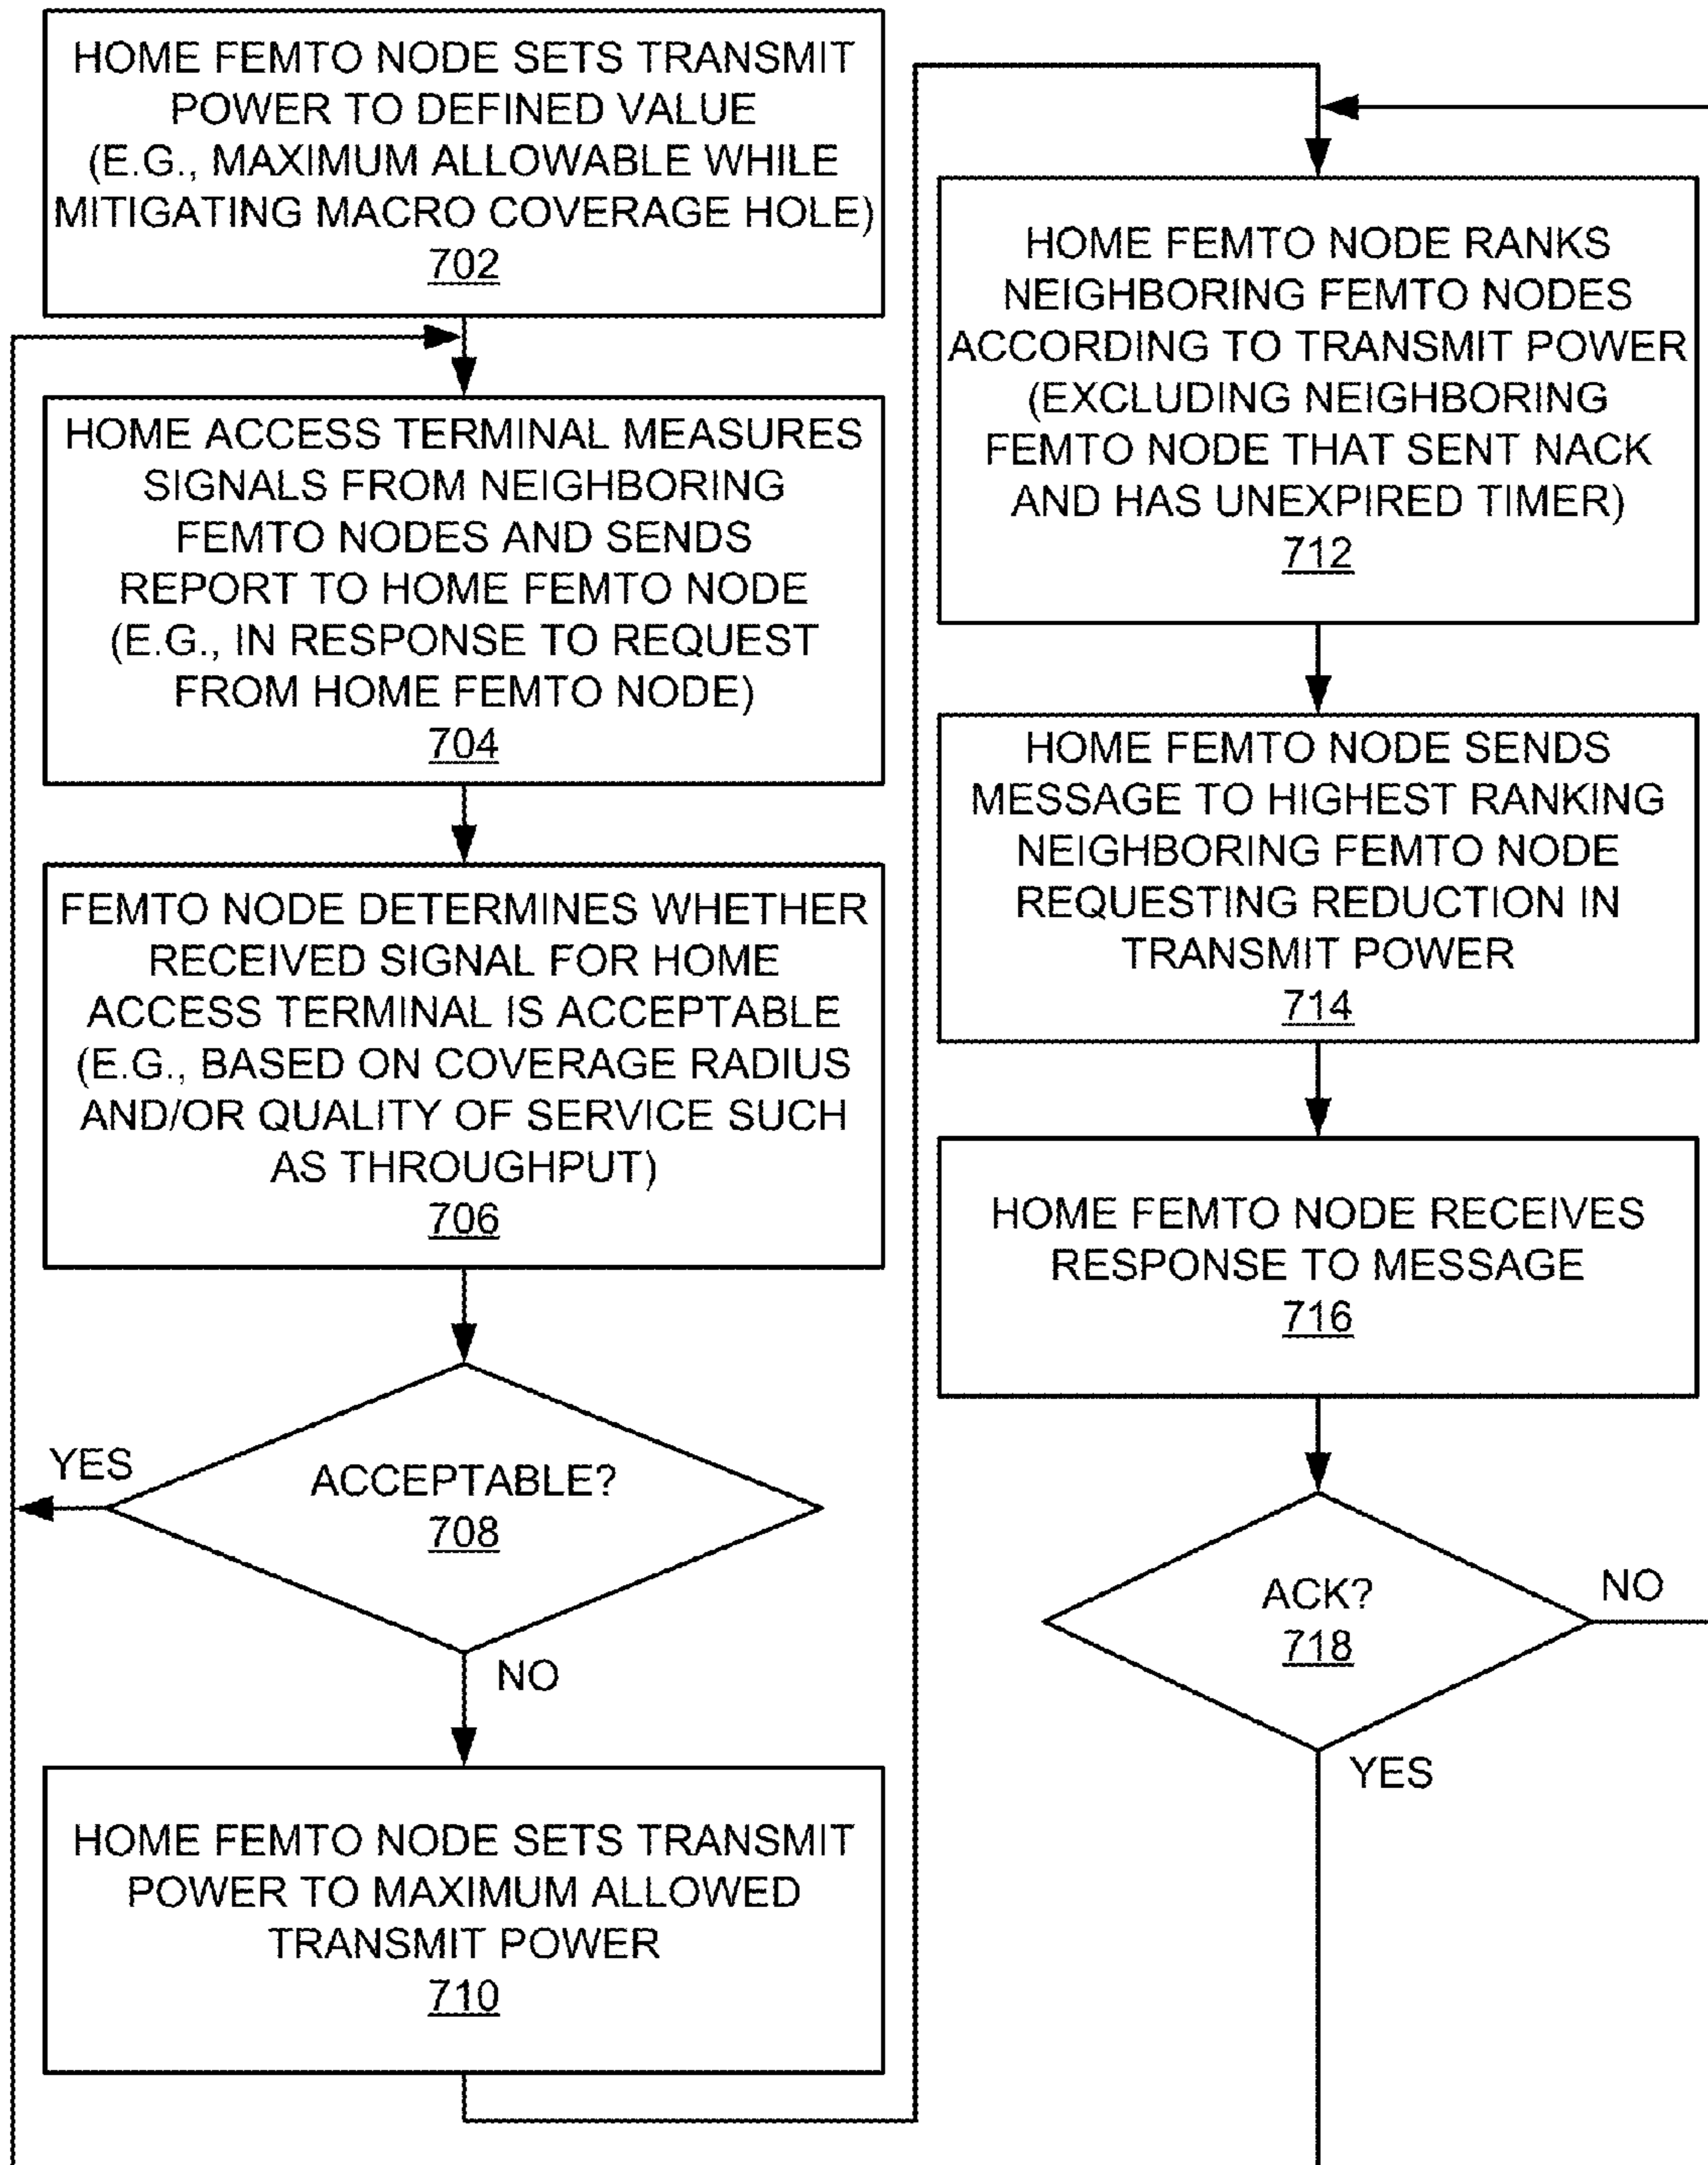 HOME FEMTO NODE SETS TRANSMIT
POWER TO DEFINED VALUE
(E.G., MAXIMUM ALLOWABLE WHILE
MITIGATING MACRO COVERAGE HOLE)
702
HOME ACCESS TERMINAL MEASURES
SIGNALS FROM NEIGHBORING
FEMTO NODES AND SENDS
REPORT TO HOME FEMTO NODE
(E.G., IN RESPONSE TO REQUEST
FROM HOME FEMTO NODE)
704
FEMTO NODE DETERMINES WHETHER
RECEIVED SIGNAL FOR HOME
ACCESS TERMINAL IS ACCEPTABLE
(E.G., BASED ON COVERAGE RADIUS
AND/OR QUALITY OF SERVICE SUCH
AS THROUGHPUT)
706
YES
ACCEPTABLE?
708
NO
HOME FEMTO NODE SETS TRANSMIT
POWER TO MAXIMUM ALLOWED
TRANSMIT POWER
710
HOME FEMTO NODE RANKS
NEIGHBORING FEMTO NODES
ACCORDING TO TRANSMIT POWER
(EXCLUDING NEIGHBORING
FEMTO NODE THAT SENT NACK
AND HAS UNEXPIRED TIMER)
712
HOME FEMTO NODE SENDS
MESSAGE TO HIGHEST RANKING
NEIGHBORING FEMTO NODE
REQUESTING REDUCTION IN
TRANSMIT POWER
714
HOME FEMTO NODE RECEIVES
RESPONSE TO MESSAGE
716
ACK?
718
NO
YES